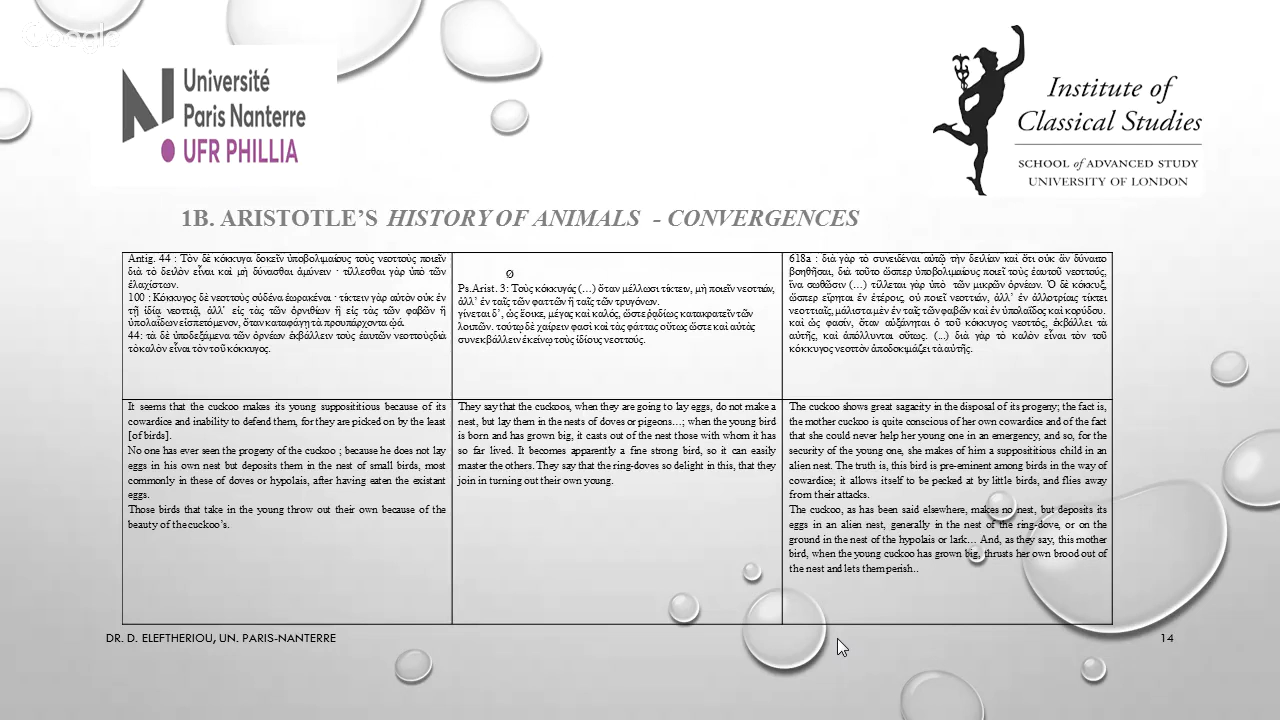 Google
Université
Paris Nanterre
UFR PHILLIA
Institute of
Classical Studies
SCHOOL of ADVANCED STUDY
UNIVERSITY OF LONDON
1B. ARISTOTLE’S HISTORY OF ANIMALS - CONVERGENCES
Antig. 44 : Τὸν δὲ κόκκυγα δοκεῖν ὑποβολιμαίους τοὺς νεοττοὺς ποιεῖν
διὰ τὸ δειλὸν εἶναι καὶ μὴ δύνασθαι ἀμύνειν · τίλλεσθαι γὰρ ὑπὸ τῶν
ἐλαχίστων.
100 : Κόκκυγος δὲ νεοττοὺς οὐδένα ἑωρακέναι · τίκτειν γὰρ αὐτὸν οὐκ ἐν
τῇ ἰδίᾳ νεοττιᾷ, ἀλλ’ εἰς τὰς τῶν ὀρνιθίων ἢ εἰς τὰς τῶν φαβῶν ἢ
ὑπολαΐδων εἰσπετόμενον, ὅταν καταφάγῃ τὰ προυπάρχοντα ᾠά.
44: τὰ δὲ ὑποδεξάμενα τῶν ὀρνέων ἐκβάλλειν τοὺς ἑαυτῶν νεοττοὺς διὰ
τὸ καλὸν εἶναι τὸν τοῦ κόκκυγος.
Ø
Ps.Arist. 3: Τοὺς κόκκυγάς (…) ὅταν μέλλωσι τίκτειν, μὴ ποιεῖν νεοττιάν,
ἀλλ’ ἐν ταῖς τῶν φαττῶν ἢ ταῖς τῶν τρυγόνων.
γίνεται δ’, ὡς ἔοικε, μέγας καὶ καλός, ὥστε ῥᾳδίως κατακρατεῖν τῶν
λοιπῶν. τούτῳ δὲ χαίρειν φασὶ καὶ τὰς φάττας οὕτως ὥστε καὶ αὐτὰς
συνεκβάλλειν ἐκείνῳ τοὺς ἰδίους νεοττούς.
618a : διὰ γὰρ τὸ συνειδέναι αὑτῷ τὴν δειλίαν καὶ ὅτι οὐκ ἂν δύναιτο
βοηθῆσαι, διὰ τοῦτο ὥσπερ ὑποβολιμαίους ποιεῖ τοὺς ἑαυτοῦ νεοττούς,
ἵνα σωθῶσιν (…) τίλλεται γὰρ ὑπὸ τῶν μικρῶν ὀρνέων. Ὁ δὲ κόκκυξ,
ὥσπερ εἴρηται ἐν ἑτέροις, οὐ ποιεῖ νεοττιάν, ἀλλ’ ἐν ἀλλοτρίαις τίκτει
νεοττιαῖς, μάλιστα μὲν ἐν ταῖς τῶν φαβῶν καὶ ἐν ὑπολαΐδος καὶ κορύδου.
καὶ ὡς φασίν, ὅταν αὐξάνηται ὁ τοῦ κόκκυγος νεοττός, ἐκβάλλει τὰ
αὑτῆς, καὶ ἀπόλλυνται οὕτως. (...) διὰ γὰρ τὸ καλὸν εἶναι τὸν τοῦ
κόκκυγος νεοττὸν ἀποδοκιμάζει τὰ αὑτῆς.
It seems that the cuckoo makes its young supposititious because of its
cowardice and inability to defend them, for they are picked on by the least
[of birds].
No one has ever seen the progeny of the cuckoo ; because he does not lay
eggs in his own nest but deposits them in the nest of small birds, most
commonly in these of doves or hypolais, after having eaten the existant
eggs.
Those birds that take in the young throw out their own because of the
beauty of the cuckoo’s.
They say that the cuckoos, when they are going to lay eggs, do not make a
nest, but lay them in the nests of doves or pigeons…; when the young bird
is born and has grown big, it casts out of the nest those with whom it has
so far lived. It becomes apparently a fine strong bird, so it can easily
master the others. They say that the ring-doves so delight in this, that they
join in turning out their own young.
The cuckoo shows great sagacity in the disposal of its progeny; the fact is,
the mother cuckoo is quite conscious of her own cowardice and of the fact
that she could never help her young one in an emergency, and so, for the
security of the young one, she makes of him a supposititious child in an
alien nest. The truth is, this bird is pre-eminent among birds in the way of
cowardice; it allows itself to be pecked at by little birds, and flies away
from their attacks.
The cuckoo, as has been said elsewhere, makes no nest, but deposits its
eggs in an alien nest, generally in the nest of the ring-dove, or on the
ground in the nest of the hypolais or lark… And, as they say, this mother
bird, when the young cuckoo has grown big, thrusts her own brood out of
the nest and lets them perish..
DR. D. ELEFTHERIOU, UN. PARIS-NANTERRE
14